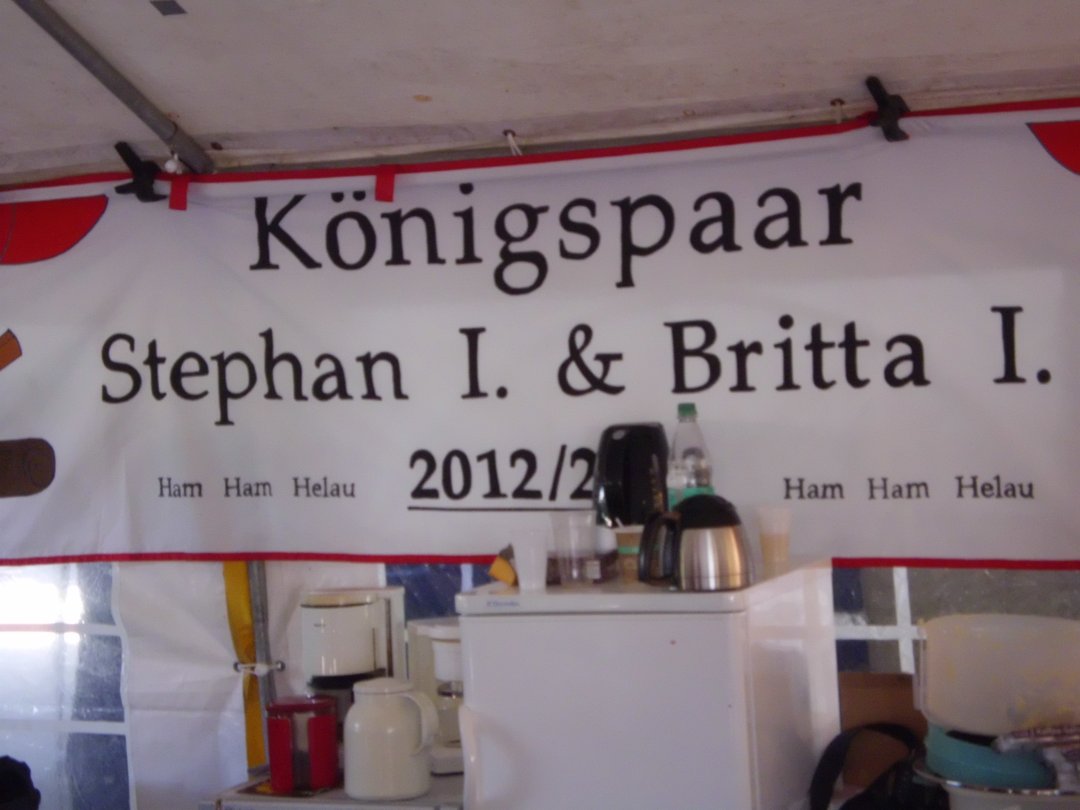 Königspaar
Stephan I. & Britta I.
Ham Ham Helau 2012/2 Ham Ham Helau